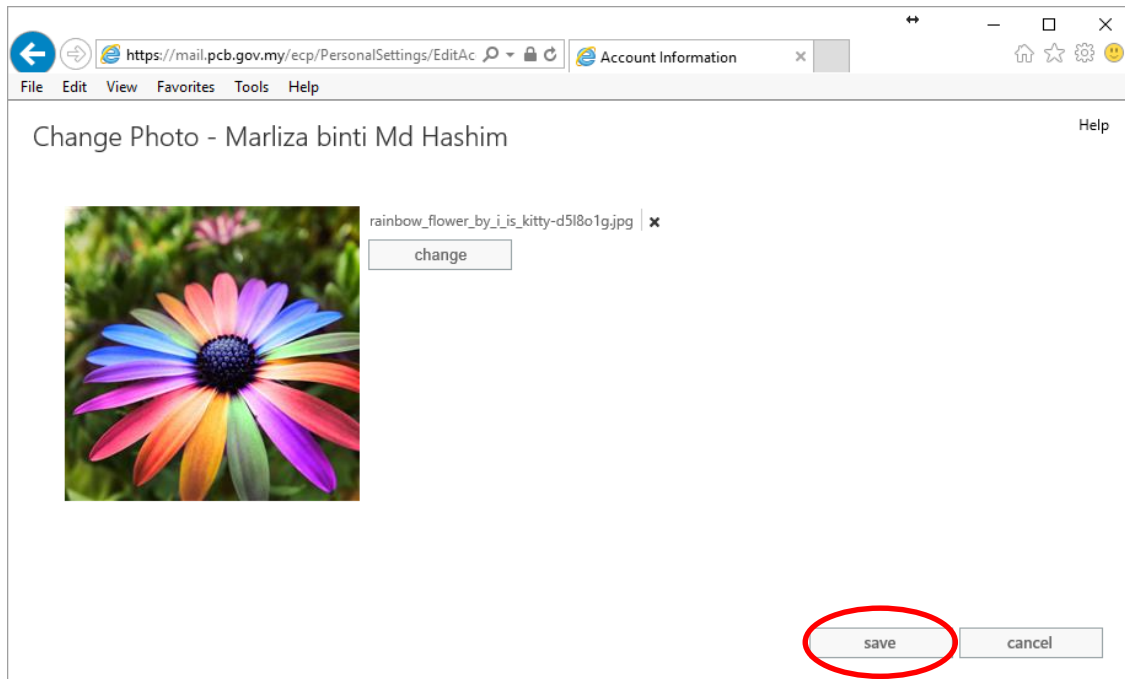 https://mail.pcb.gov.my/ecp/PersonalSettings/EditAc
Account Information
File Edit View Favorites Tools Help
Change Photo - Marliza binti Md Hashim
Help
rainbow_flower_by_i_is_kitty-d5l8o1g.jpg
change
save cancel